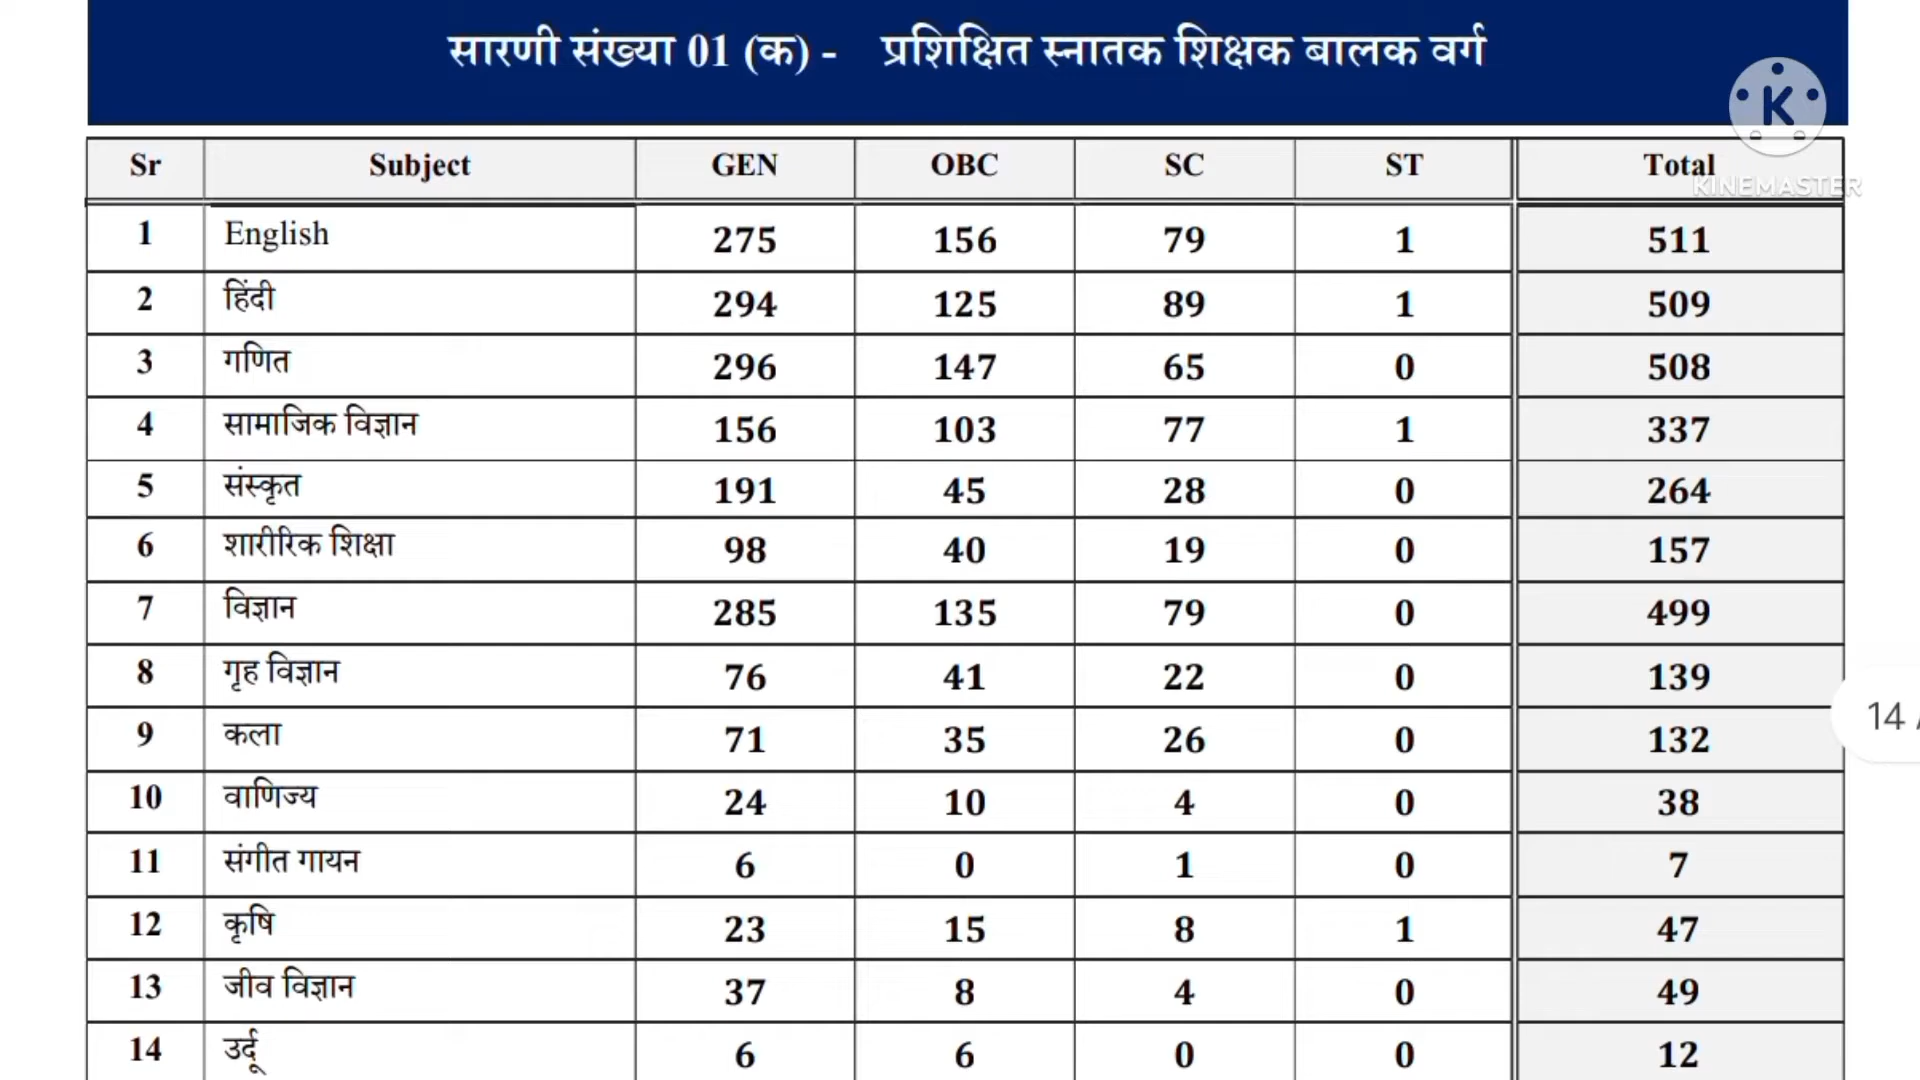 सारणी संख्या 01 (क) - प्रशिक्षित स्नातक शिक्षक बालक वर्ग
K
KINEMASTER
Sr Subject GEN OBC SC ST Total
1 English 275 156 79 1 511
2 हिंदी 294 125 89 1 509
3 गणित 296 147 65 0 508
4 सामाजिक विज्ञान 156 103 77 1 337
5 संस्कृत 191 45 28 0 264
6 शारीरिक शिक्षा 98 40 19 0 157
7 विज्ञान 285 135 79 0 499
8 गृह विज्ञान 76 41 22 0 139
14 /
9 कला 71 35 26 0 132
10 वाणिज्य 24 10 4 0 38
11 संगीत गायन 6 0 1 0 7
12 कृषि 23 15 8 1 47
13 जीव विज्ञान 37 8 4 0 49
14 उर्दू 6 6 0 0 12